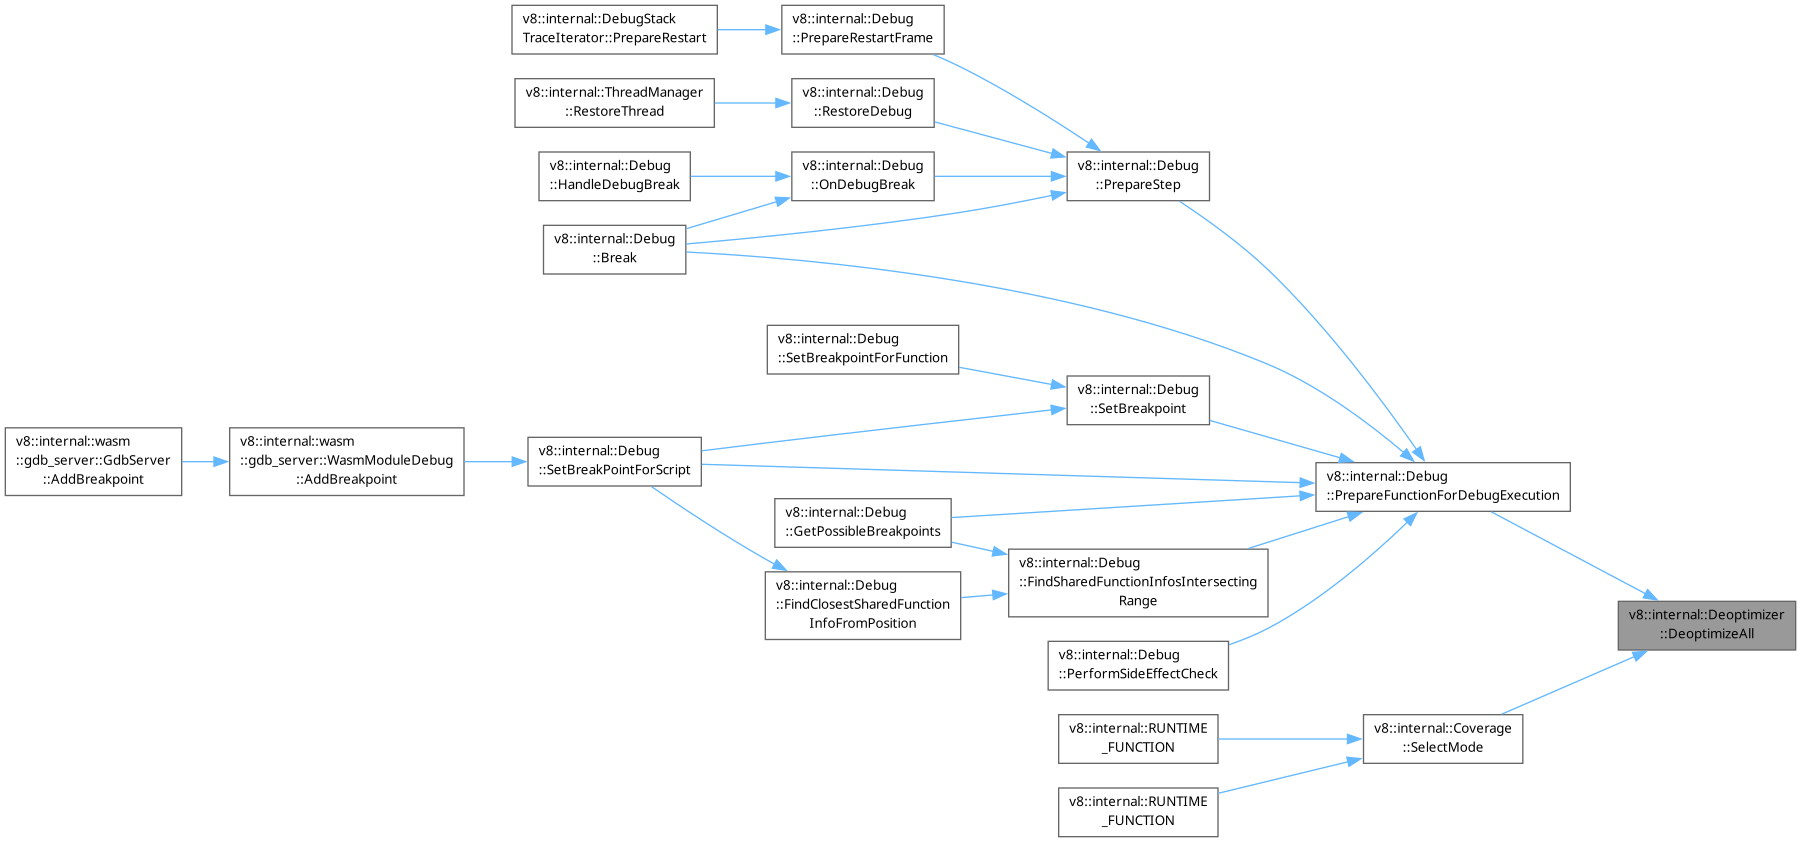 v8::internal::DebugStack
TraceIterator::PrepareRestart
v8::internal::Debug
::PrepareRestartFrame
v8::internal::ThreadManager
::RestoreThread
v8::internal::Debug
::RestoreDebug
v8::internal::Debug
::HandleDebugBreak
v8::internal::Debug
::OnDebugBreak
v8::internal::Debug
::PrepareStep
v8::internal::Debug
::Break
v8::internal::Debug
::SetBreakpointForFunction
v8::internal::Debug
::SetBreakpoint
v8::internal::wasm
::gdb_server::GdbServer
::AddBreakpoint
v8::internal::wasm
::gdb_server::WasmModuleDebug
::AddBreakpoint
v8::internal::Debug
::SetBreakPointForScript
v8::internal::Debug
::PrepareFunctionForDebugExecution
v8::internal::Debug
::GetPossibleBreakpoints
v8::internal::Debug
::FindSharedFunctionInfosIntersecting
Range
v8::internal::Debug
::FindClosestSharedFunction
InfoFromPosition
v8::internal::Deoptimizer
::DeoptimizeAll
v8::internal::Debug
::PerformSideEffectCheck
v8::internal::RUNTIME
_FUNCTION
v8::internal::Coverage
::SelectMode
v8::internal::RUNTIME
_FUNCTION